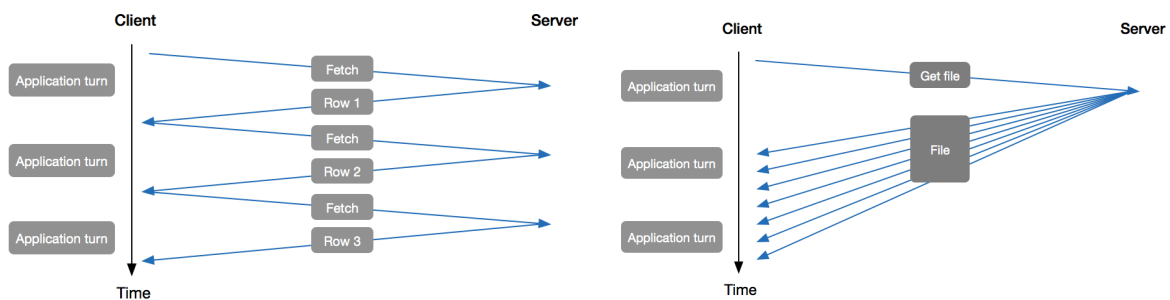 Client
Server
Application turn
Fetch
Row 1
Application turn
Fetch
Row 2
Application turn
Fetch
Row 3
Time
Client
Server
Application turn
Get file
Application turn
File
Application turn
Time